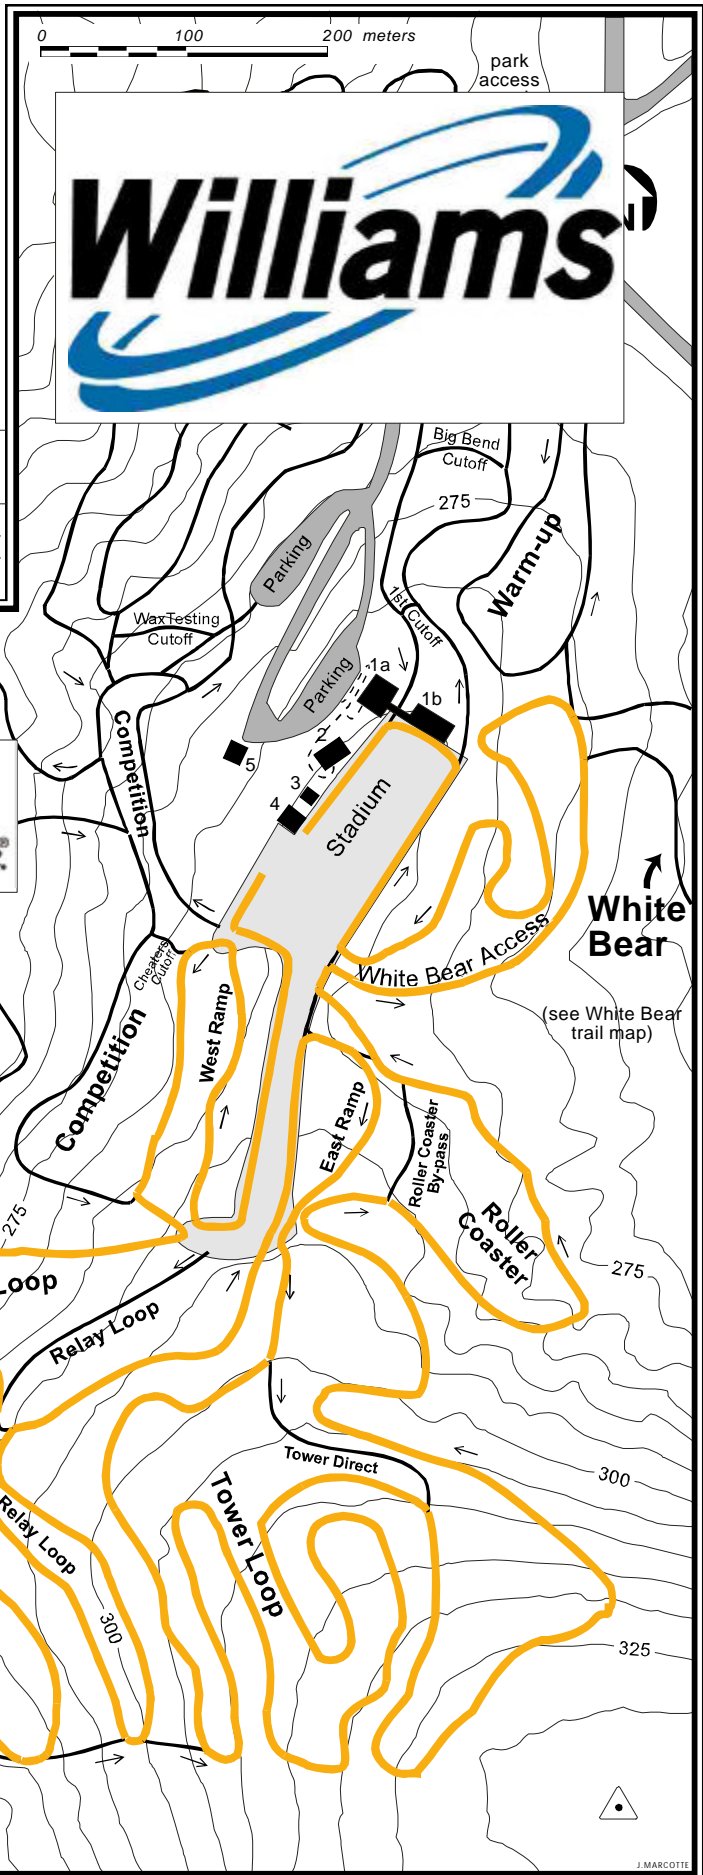 0 100 200 meters
park
access
Williams
N
Big Bend
Cutoff
275
Parking
Warm-up
1st Cutoff
WaxTesting
Cutoff
Parking
1a
1b
2
5
3
4
Competition
Stadium
White
Bear
White Bear Access
Cheaters
Cutoff
(see White Bear
trail map)
West Ramp
Competition
East Ramp
Roller Coaster
By-pass
275
Roller
Coaster
275
Loop
Relay Loop
Tower Direct
300
Tower Loop
Relay Loop
300
325
J.MARCOTTE